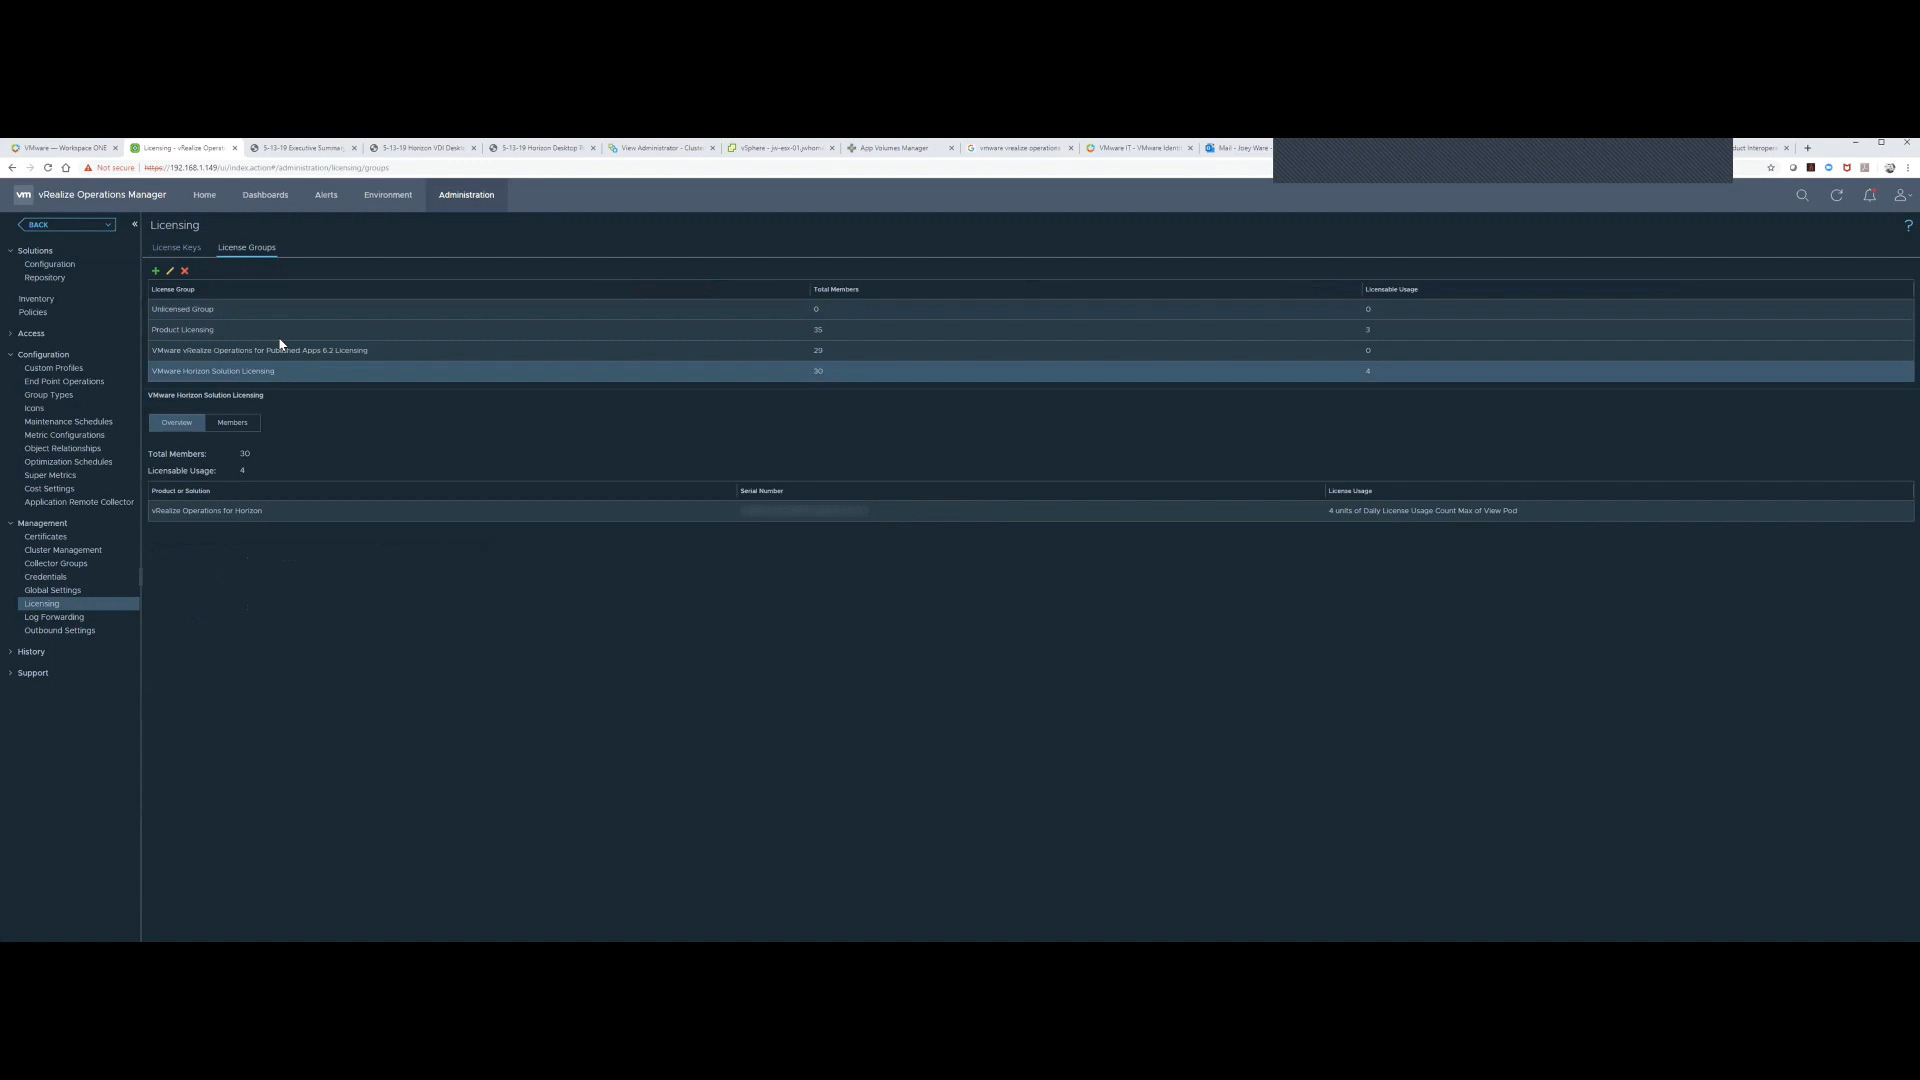 VMware — Workspace ONE
Licensing - vRealize Operat
5-13-19 Executive Summar
5-13-19 Horizon VDI Deskt
5-13-19 Horizon Desktop P
View Administrator - Cluste
vSphere - jw-esx-01.jwhom
App Volumes Manager
vmware vrealize operations
VMware IT - VMware Identi
Mail - Joey Ware -
duct Interoper
Not secure
https://192.168.1.149/ui/index.action#/administration/licensing/groups
vm vRealize Operations Manager
Home
Dashboards
Alerts
Environment
Administration
BACK
Solutions
Configuration
Repository
Inventory
Policies
Access
Configuration
Custom Profiles
End Point Operations
Group Types
Icons
Maintenance Schedules
Metric Configurations
Object Relationships
Optimization Schedules
Super Metrics
Cost Settings
Application Remote Collector
Management
Certificates
Cluster Management
Collector Groups
Credentials
Global Settings
Licensing
Log Forwarding
Outbound Settings
History
Support
Licensing
?
License Keys
License Groups
License Group Total Members Licensable Usage
Unlicensed Group 0 0
Product Licensing 35 3
VMware vRealize Operations for Published Apps 6.2 Licensing 29 0
VMware Horizon Solution Licensing 30 4
VMware Horizon Solution Licensing
Overview
Members
Total Members: 30
Licensable Usage: 4
Product or Solution Serial Number License Usage
vRealize Operations for Horizon 4 units of Daily License Usage Count Max of View Pod